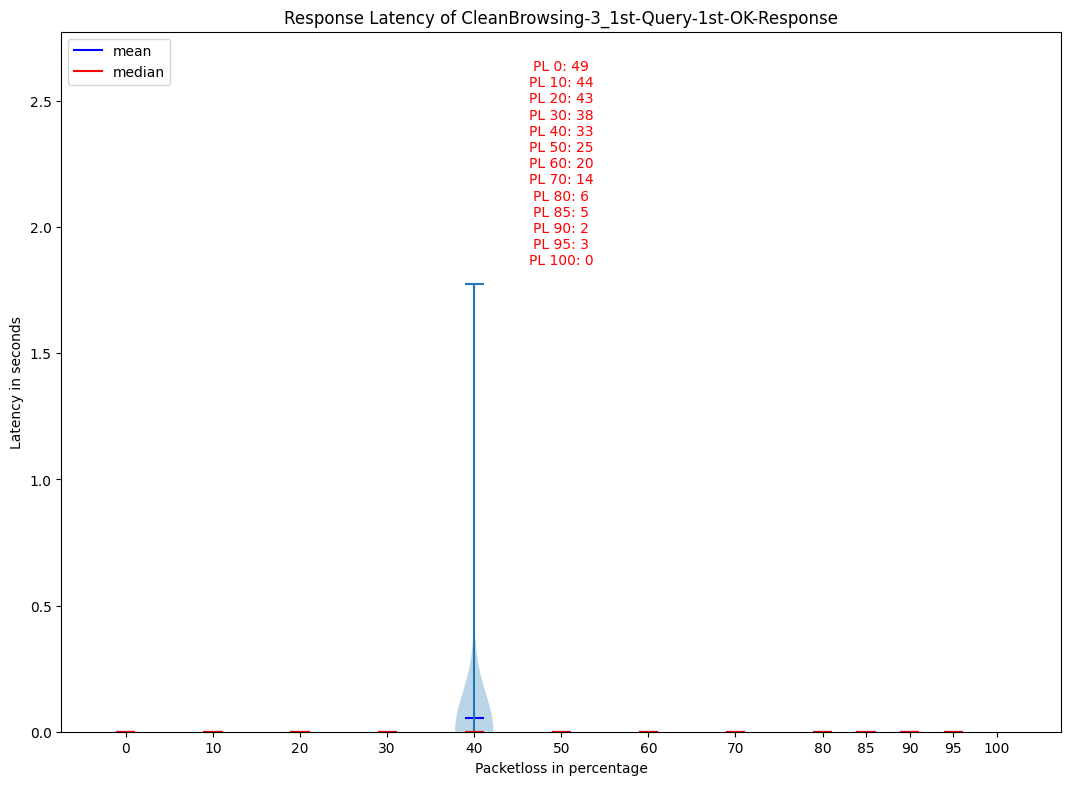 Response Latency of CleanBrowsing-3_1st-Query-1st-OK-Response
mean
median
PL 0: 49
PL 10: 44
PL 20: 43
PL 30: 38
PL 40: 33
PL 50: 25
PL 60: 20
PL 70: 14
PL 80: 6
PL 85: 5
PL 90: 2
PL 95: 3
PL 100: 0
Latency in seconds
2.5
2.0
1.5
1.0
0.5
0.0
0 10 20 30 40 50 60 70 80 85 90 95 100
Packetloss in percentage